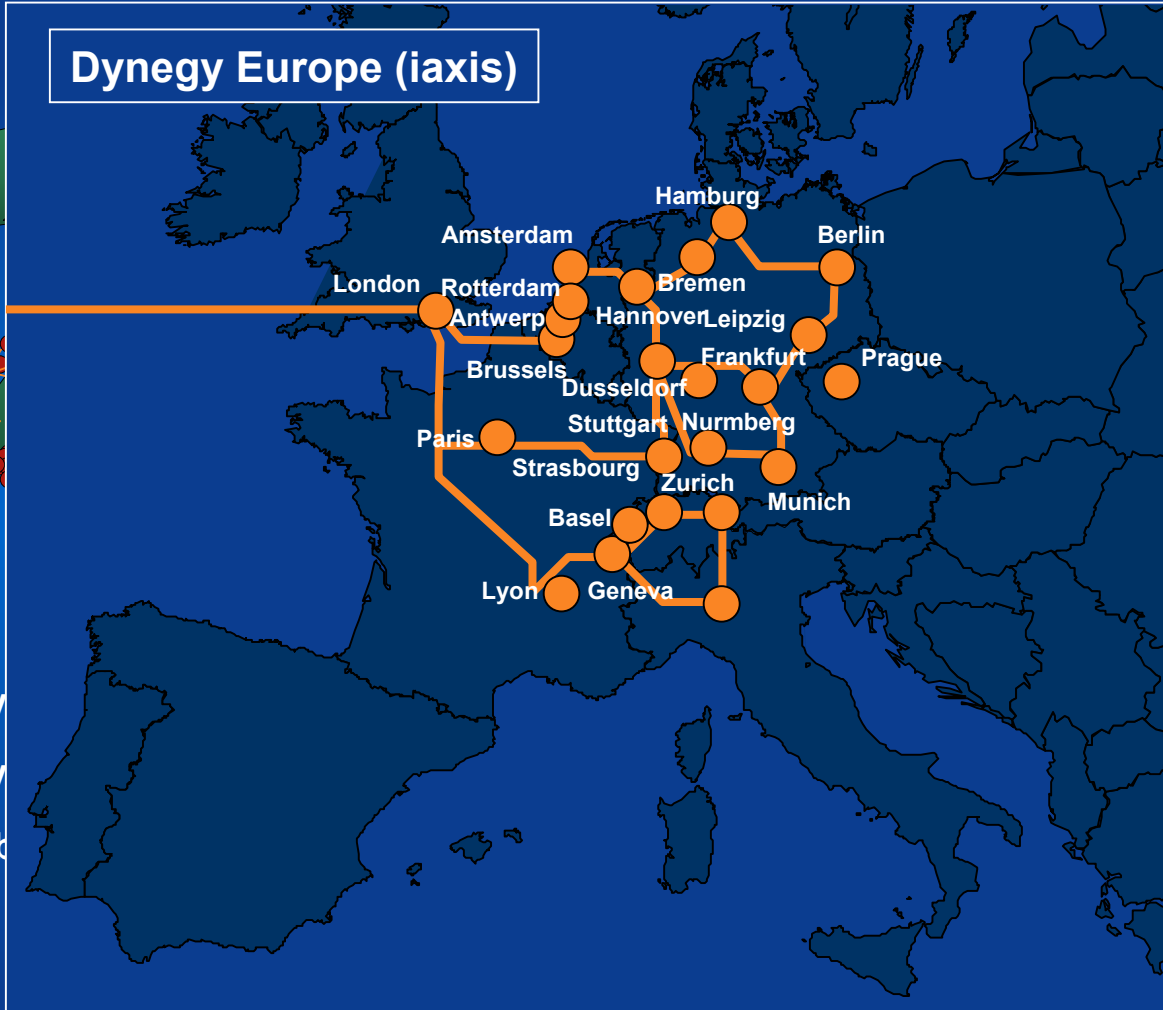 Dynegy Europe (iaxis)
Hamburg
Amsterdam
Berlin
London
Rotterdam
Bremen
Antwerp
Hannover
Leipzig
Brussels
Frankfurt
Prague
Dusseldorf
Stuttgart
Nurmberg
Paris
Strasbourg
Zurich
Munich
Basel
Lyon
Geneva